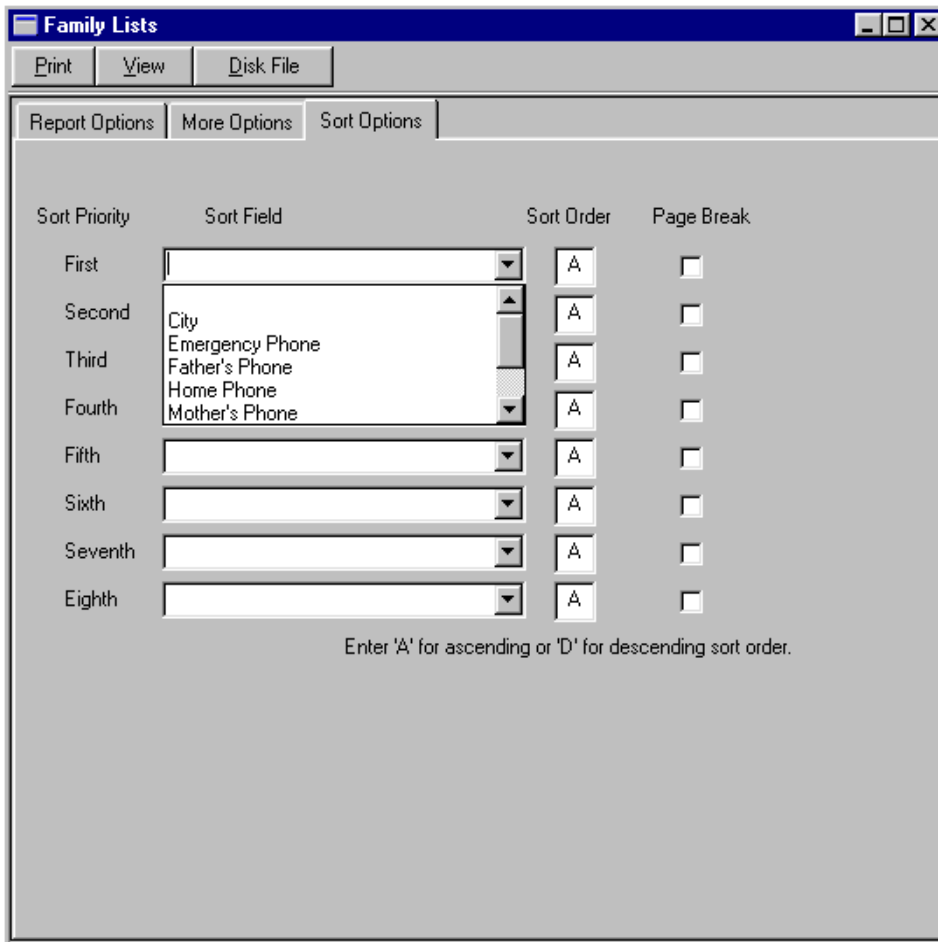 Family Lists
Print View Disk File
Report Options More Options Sort Options
Sort Priority Sort Field Sort Order Page Break
First A
Second City A
Emergency Phone
Third Father's Phone A
Home Phone
Fourth Mother's Phone A
Fifth A
Sixth A
Seventh A
Eighth A
Enter 'A' for ascending or 'D' for descending sort order.